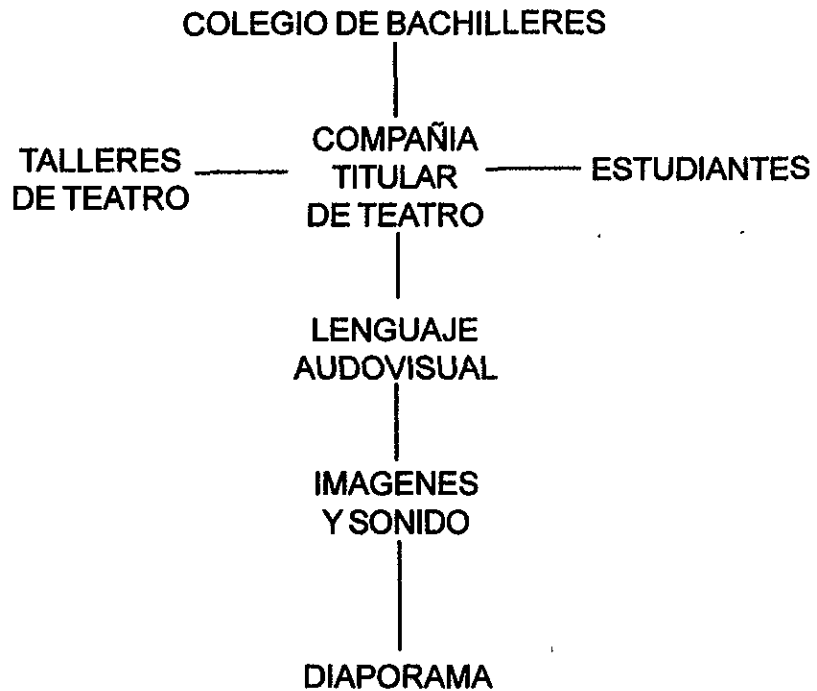 COLEGIO DE BACHILLERES
COMPAÑIA
TITULAR
DE TEATRO
TALLERES
DE TEATRO
ESTUDIANTES
LENGUAJE
AUDOVISUAL
IMAGENES
Y SONIDO
DIAPORAMA